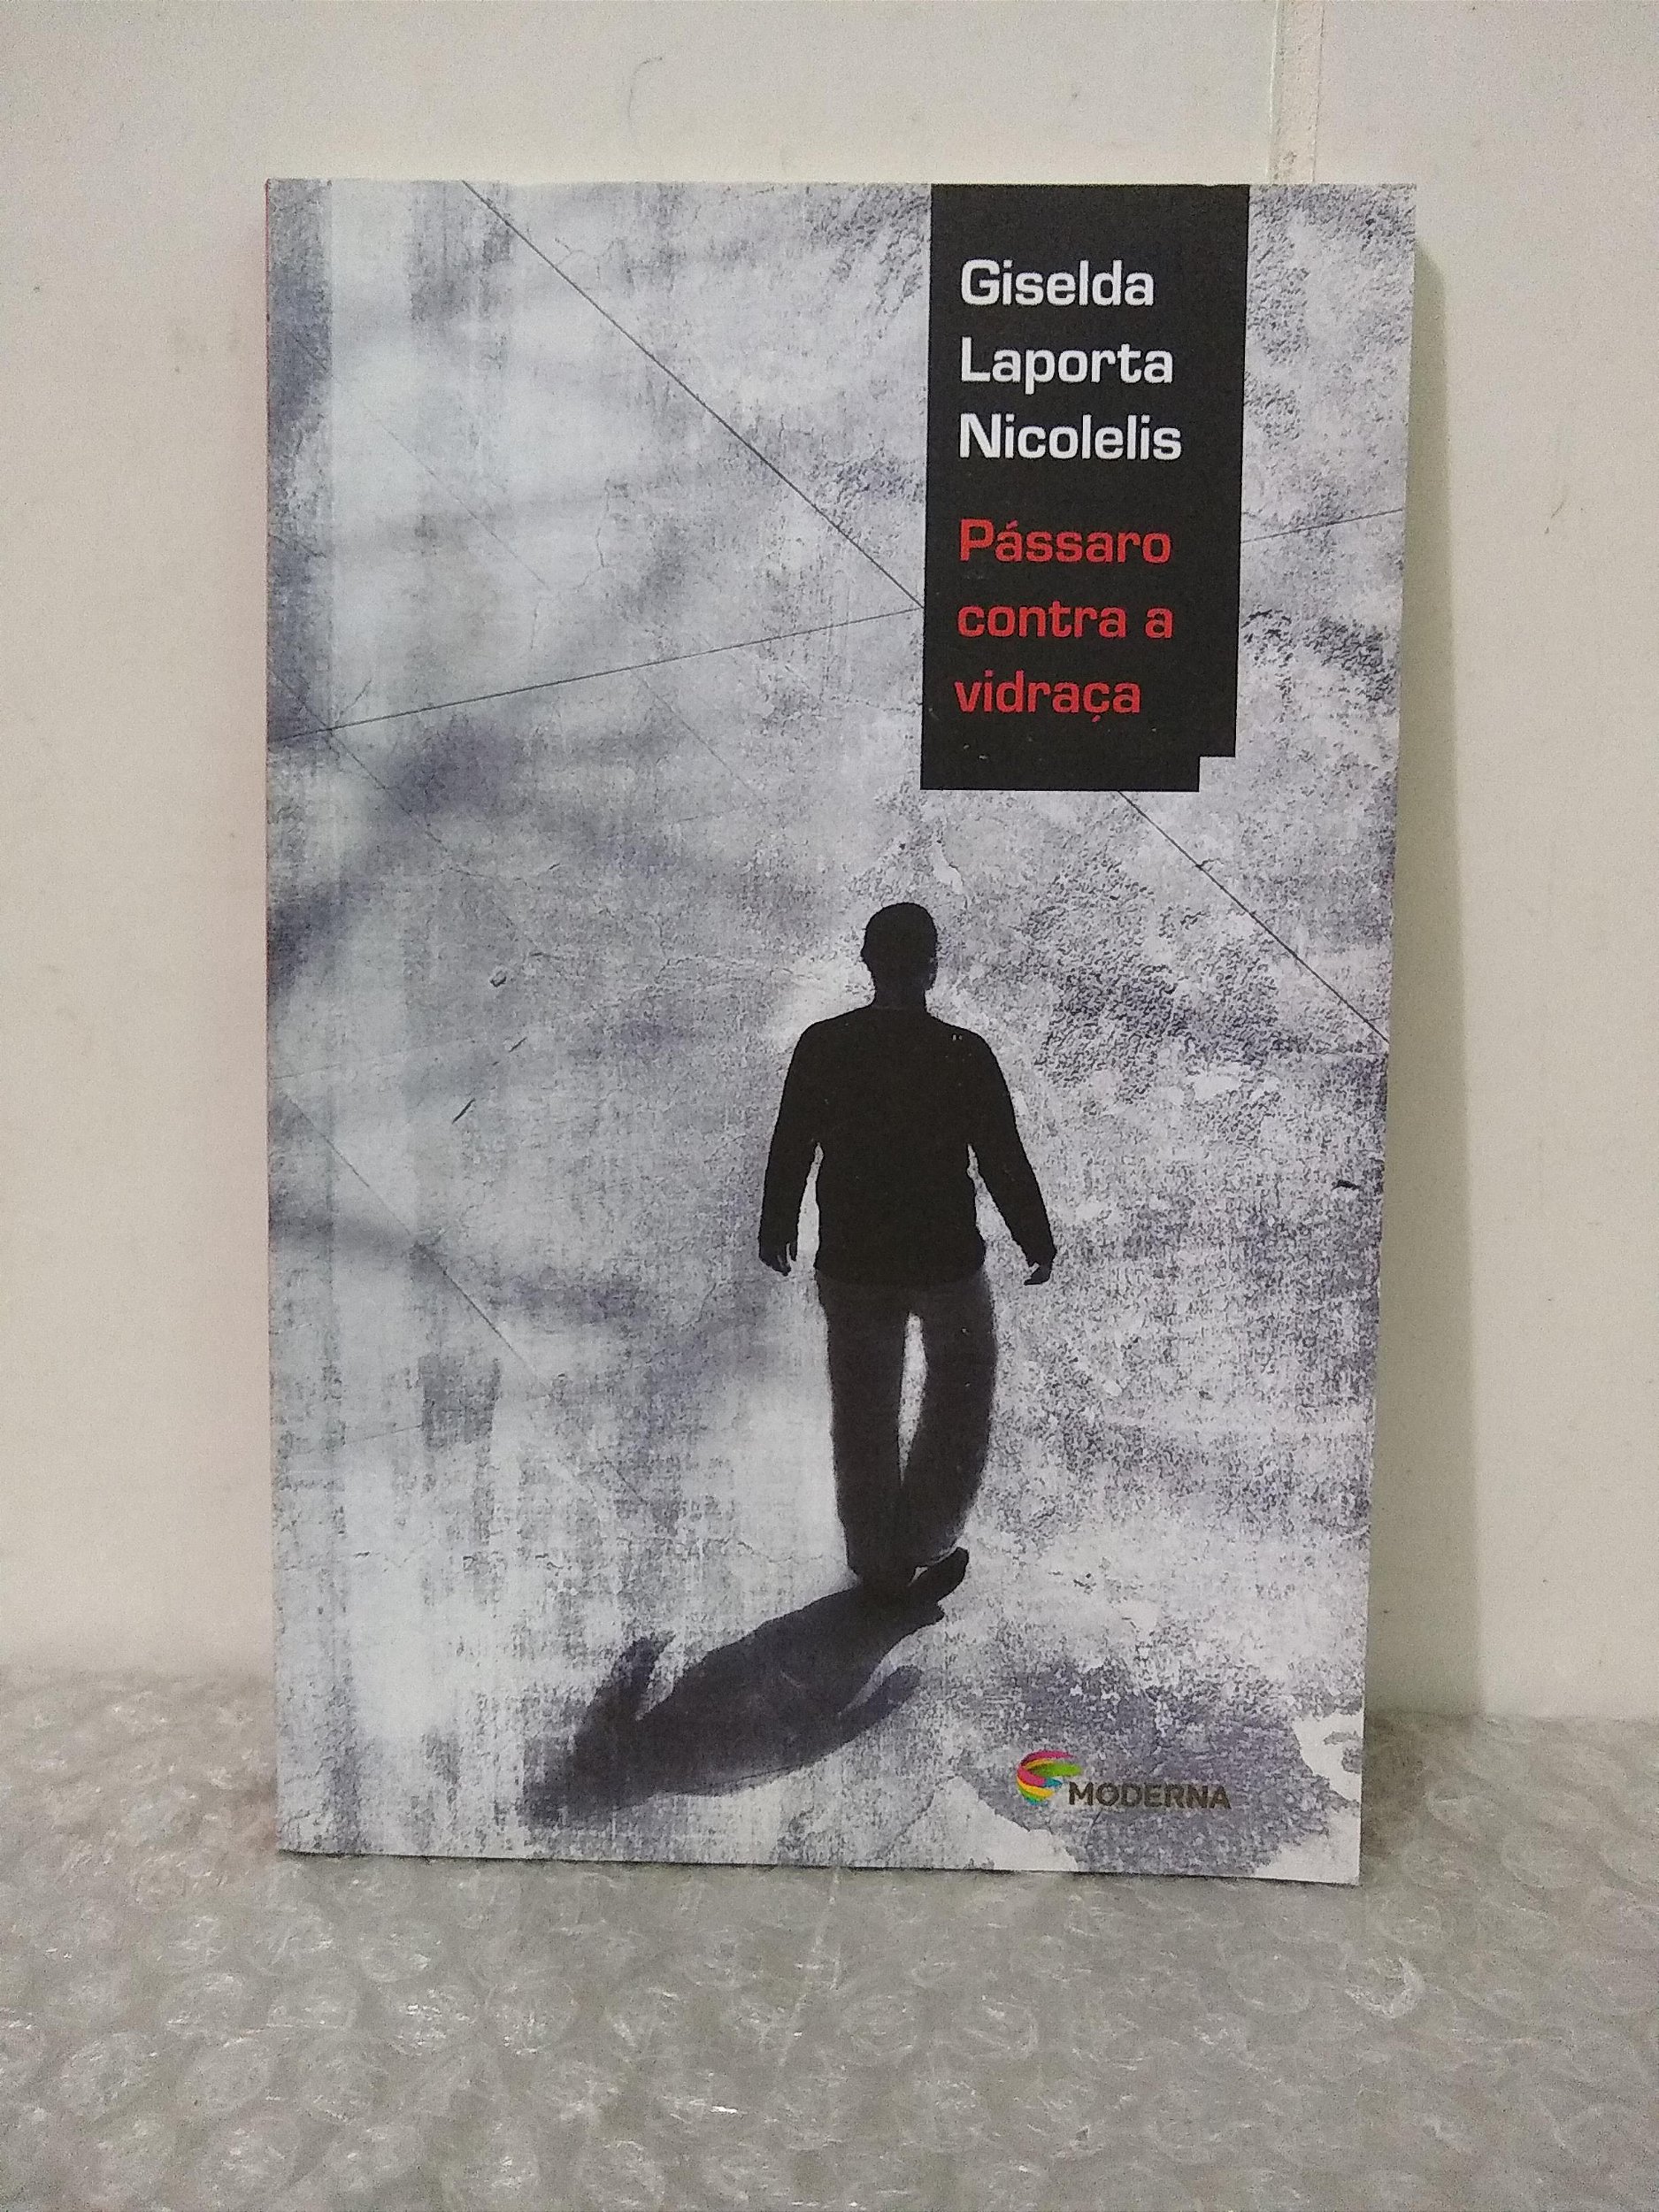 Giselda
Laporta
Nicolelis
Pássaro
contra a
vidraça
MODERNA